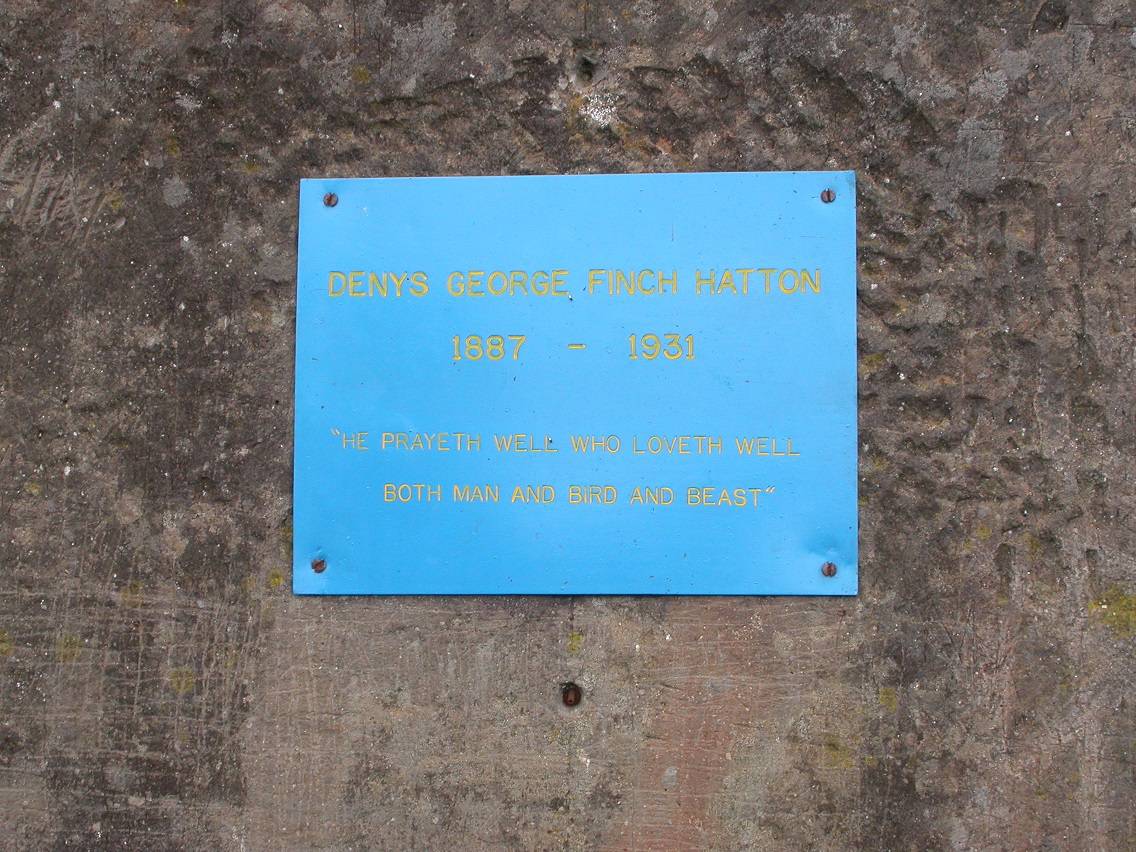 DENYS GEORGE FINCH HATTON
1887 - 1931
"HE PRAYETH WELL WHO LOVETH WELL
BOTH MAN AND BIRD AND BEAST"